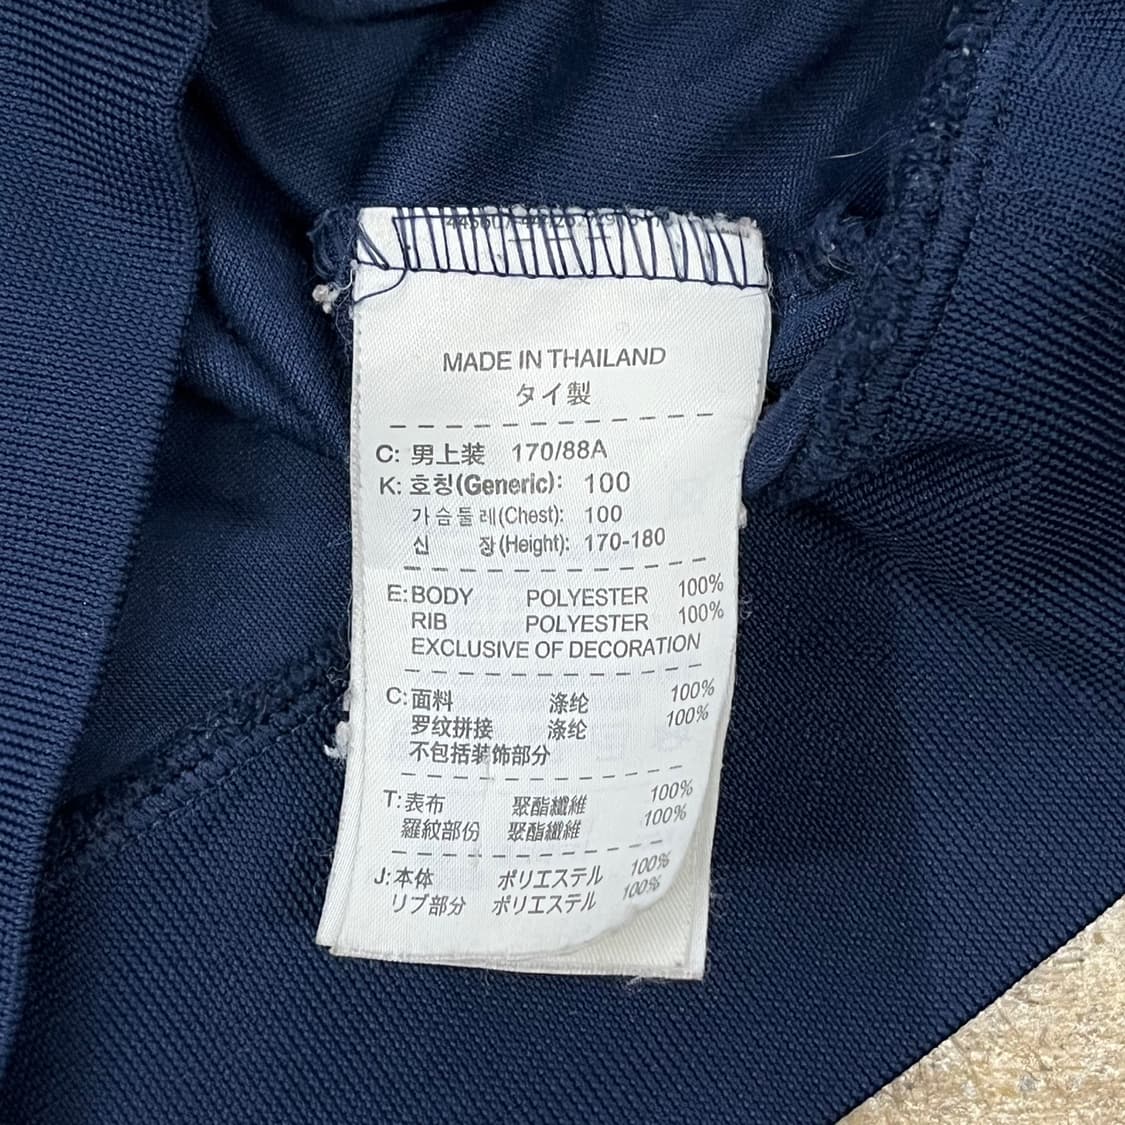 MADE IN THAILAND
タイ製
C: 男上装 170/88A
K: 호칭(Generic): 100
가슴둘레(Chest): 100
신 장(Height): 170-180
E: BODY POLYESTER 100%
RIB POLYESTER 100%
EXCLUSIVE OF DECORATION
C: 面料 涤纶 100%
罗纹拼接 涤纶 100%
不包括装饰部分
T: 表布 聚酯纖維 100%
羅紋部份 聚酯纖維 100%
J: 本体 ポリエステル 100%
リブ部分 ポリエステル 100%